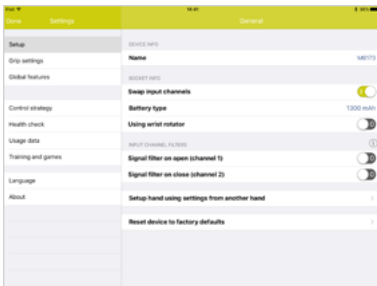 iPad
Done Settings General
Setup
Grip settings
Global features
Control strategy
Health check
Usage data
Training and games
Language
About
DEVICE INFO
Name
SOCKET INFO
Swap input channels
Battery type 1300 mAh
Using wrist rotator
INPUT CHANNEL FILTERS
Signal filter on open (channel 1)
Signal filter on close (channel 2)
Setup hand using settings from another hand
Reset device to factory defaults